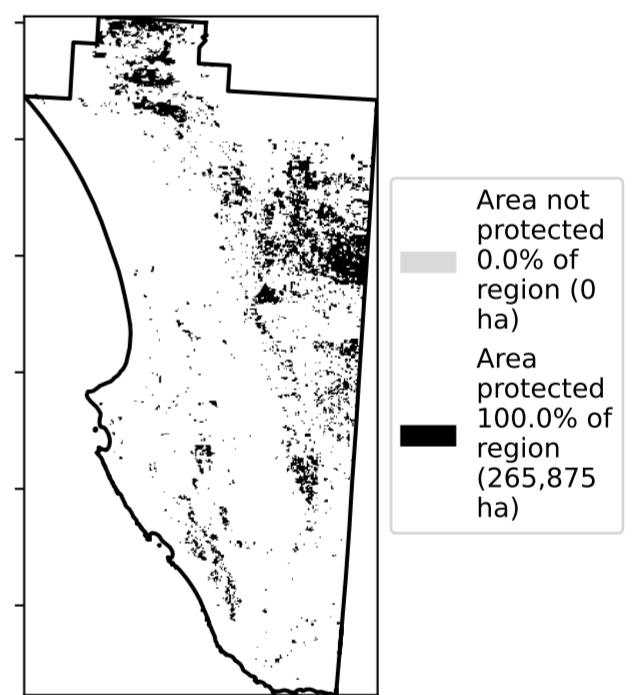 Area not
protected
0.0% of
region (0
ha)
Area
protected
100.0% of
region
(265,875
ha)